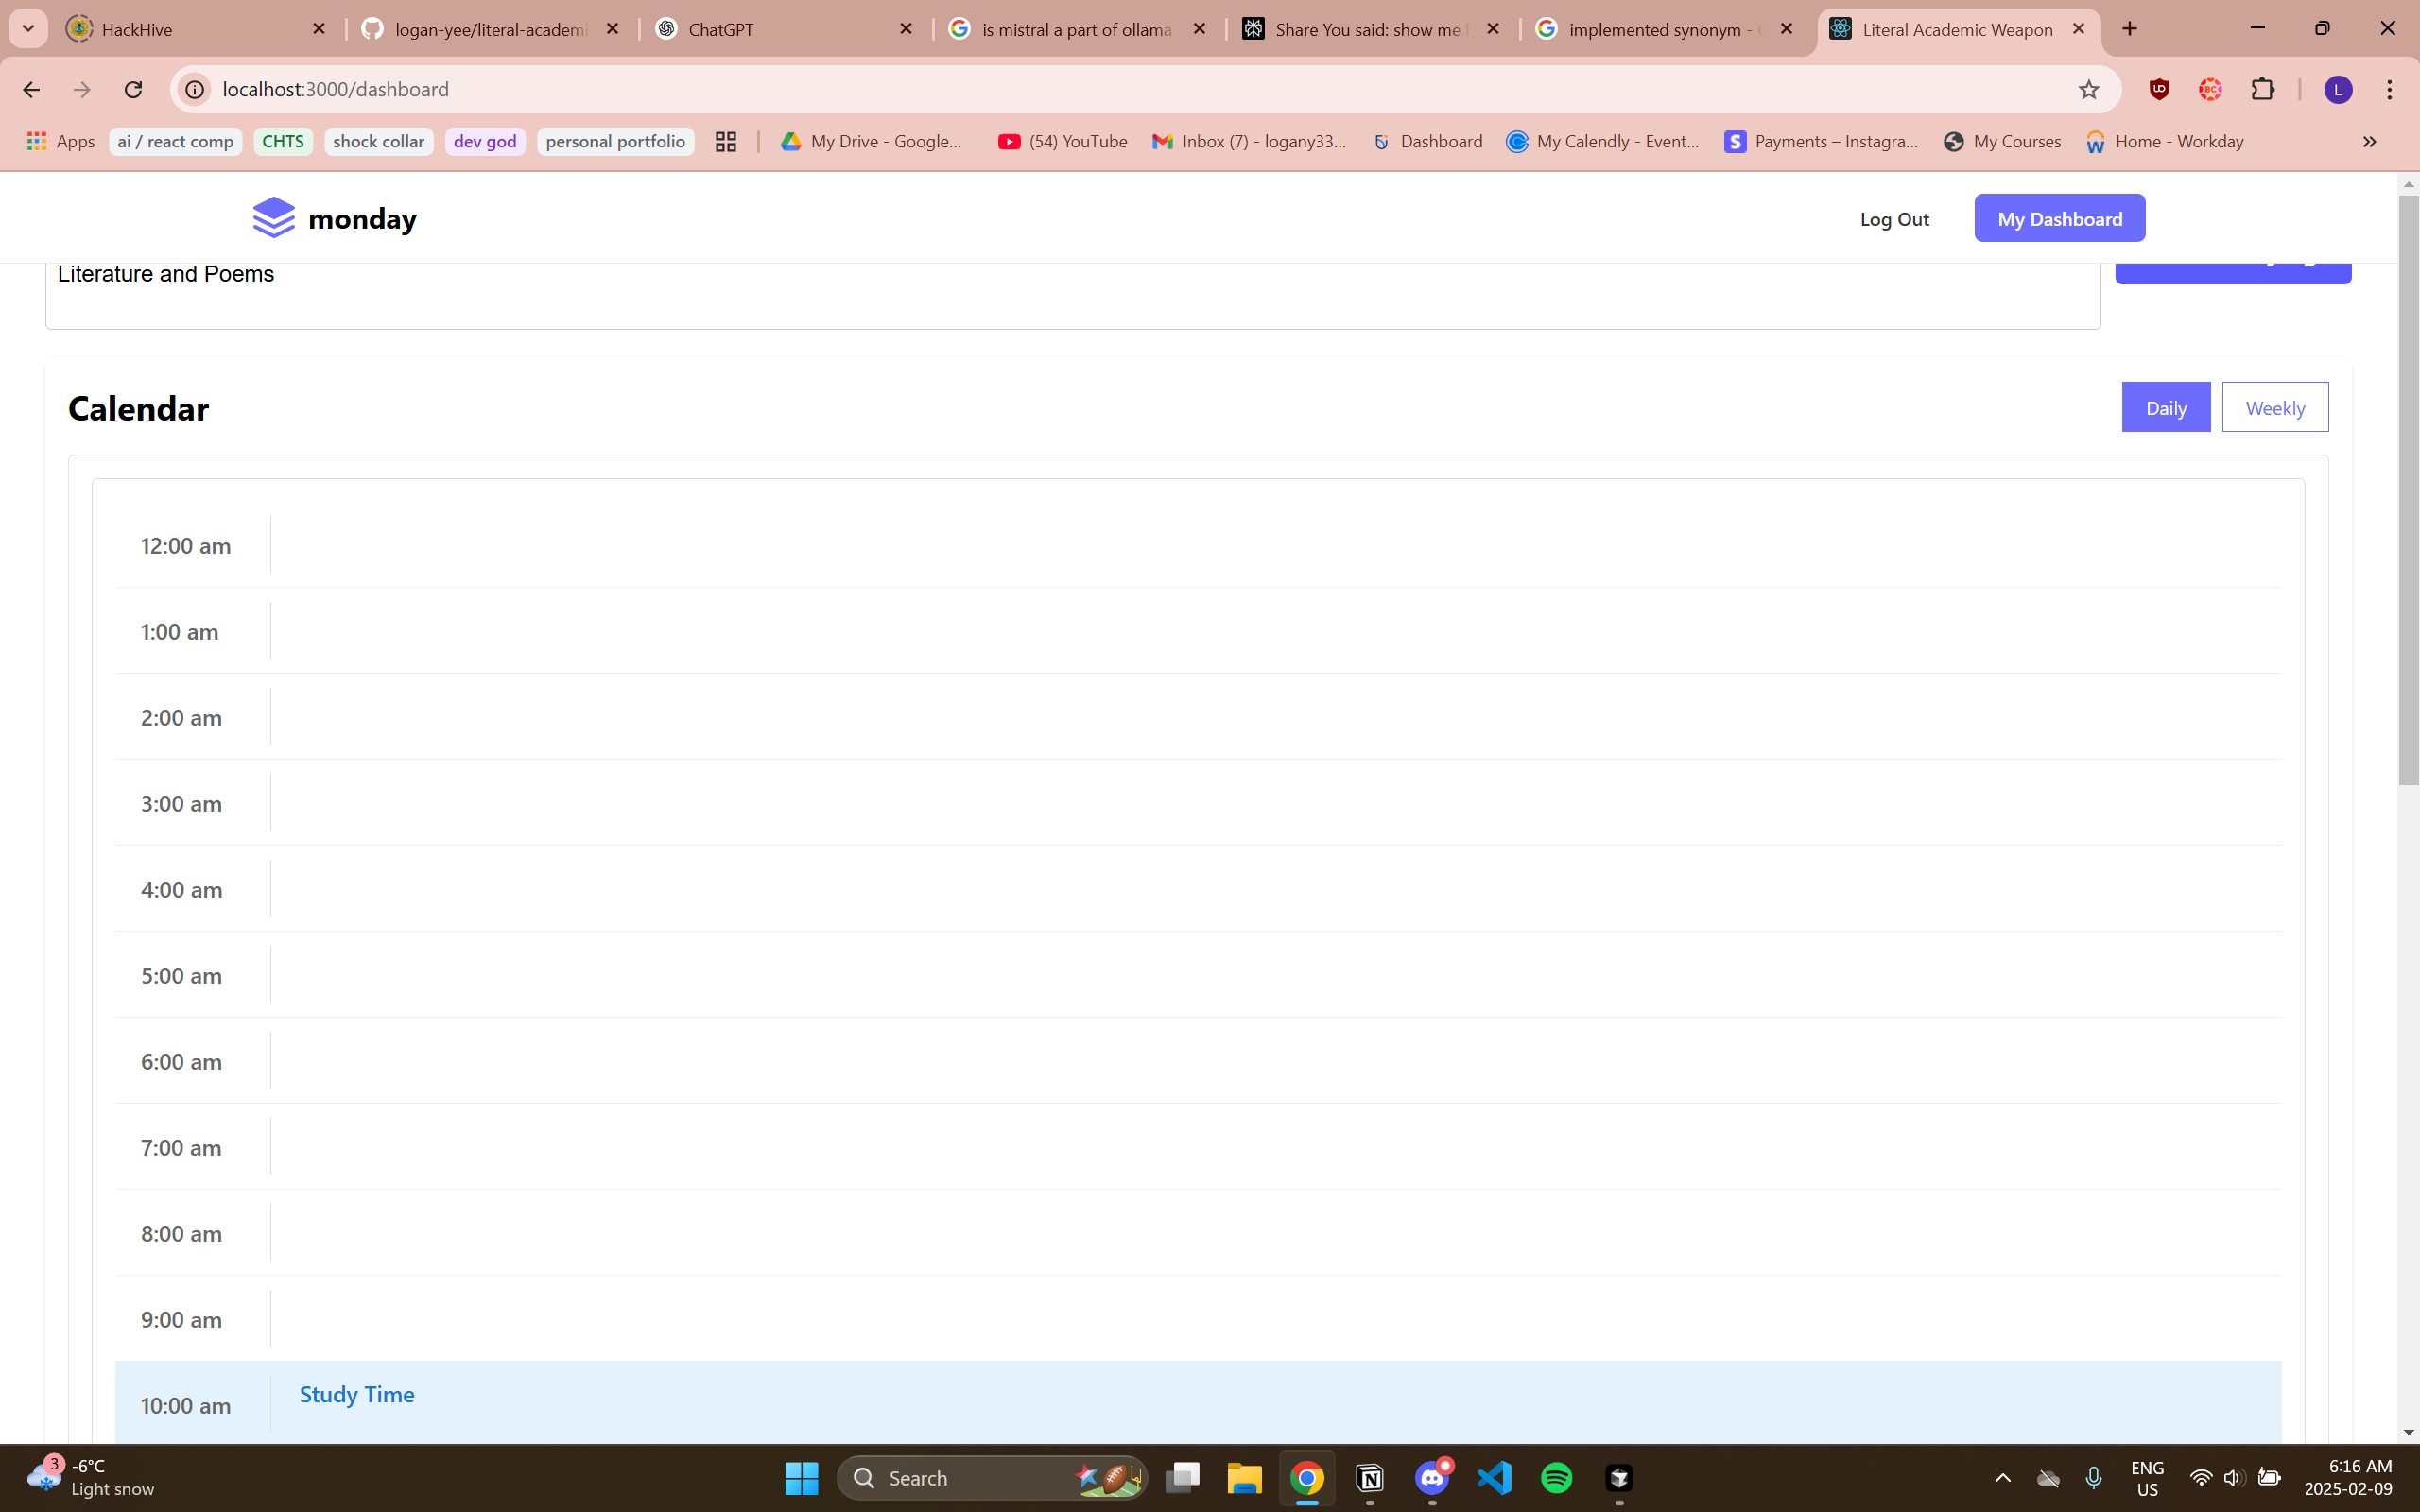 HackHive
logan-yee/literal-academi
ChatGPT
is mistral a part of ollama
Share You said: show me
implemented synonym -
Literal Academic Weapon
localhost:3000/dashboard
L
Apps
ai / react comp
CHTS
shock collar
dev god
personal portfolio
My Drive - Google...
(54) YouTube
Inbox (7) - logany33...
Dashboard
My Calendly - Event...
Payments – Instagra...
My Courses
Home - Workday
monday
Log Out
My Dashboard
Literature and Poems
Calendar
Daily
Weekly
12:00 am
1:00 am
2:00 am
3:00 am
4:00 am
5:00 am
6:00 am
7:00 am
8:00 am
9:00 am
10:00 am
Study Time
3
-6°C
Light snow
Search
ENG
US
6:16 AM
2025-02-09